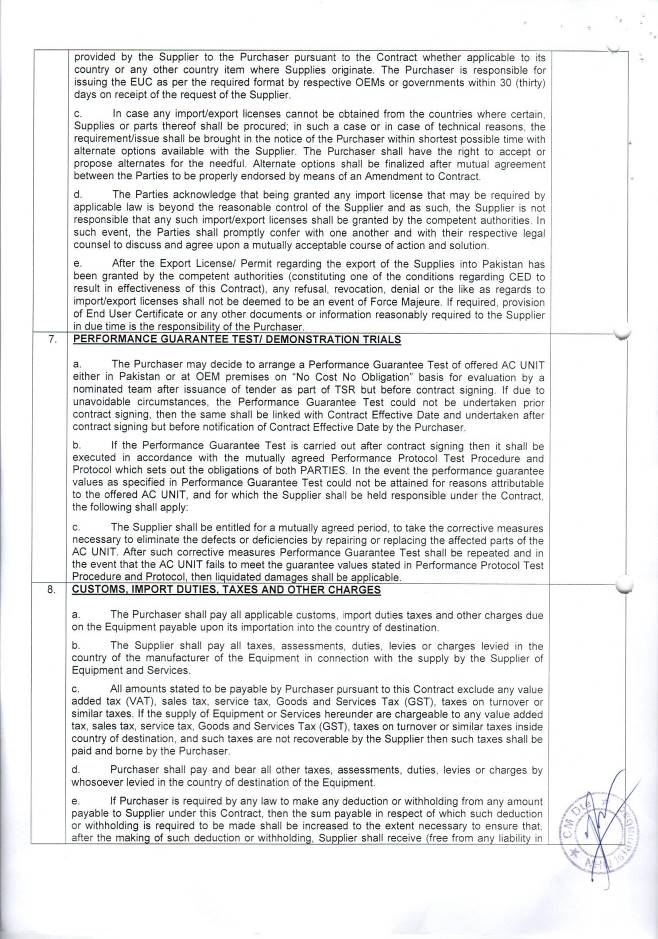 provided by the Supplier to the Purchaser pursuant to the Contract whether applicable to its
country or any other country item where Supplies originate. The Purchaser is responsible for
issuing the EUC as per the required format by respective OEMs or governments within 30 (thirty)
days on receipt of the request of the Supplier.
c. In case any import/export licenses cannot be obtained from the countries where certain,
Supplies or parts thereof shall be procured; in such a case or in case of technical reasons, the
requirement/issue shall be brought in the notice of the Purchaser within shortest possible time with
alternate options available with the Supplier. The Purchaser shall have the right to accept or
propose alternates for the needful. Alternate options shall be finalized after mutual agreement
between the Parties to be properly endorsed by means of an Amendment to Contract.
d. The Parties acknowledge that being granted any import license that may be required by
applicable law is beyond the reasonable control of the Supplier and as such, the Supplier is not
responsible that any such import/export licenses shall be granted by the competent authorities. In
such event, the Parties shall promptly confer with one another and with their respective legal
counsel to discuss and agree upon a mutually acceptable course of action and solution.
e. After the Export License/ Permit regarding the export of the Supplies into Pakistan has
been granted by the competent authorities (constituting one of the conditions regarding CED to
result in effectiveness of this Contract), any refusal, revocation, denial or the like as regards to
import/export licenses shall not be deemed to be an event of Force Majeure. If required, provision
of End User Certificate or any other documents or information reasonably required to the Supplier
in due time is the responsibility of the Purchaser.
7. PERFORMANCE GUARANTEE TEST/ DEMONSTRATION TRIALS
a. The Purchaser may decide to arrange a Performance Guarantee Test of offered AC UNIT
either in Pakistan or at OEM premises on “No Cost No Obligation” basis for evaluation by a
nominated team after issuance of tender as part of TSR but before contract signing. If due to
unavoidable circumstances, the Performance Guarantee Test could not be undertaken prior
contract signing, then the same shall be linked with Contract Effective Date and undertaken after
contract signing but before notification of Contract Effective Date by the Purchaser.
b. If the Performance Guarantee Test is carried out after contract signing then it shall be
executed in accordance with the mutually agreed Performance Protocol Test Procedure and
Protocol which sets out the obligations of both PARTIES. In the event the performance guarantee
values as specified in Performance Guarantee Test could not be attained for reasons attributable
to the offered AC UNIT, and for which the Supplier shall be held responsible under the Contract,
the following shall apply:
c. The Supplier shall be entitled for a mutually agreed period, to take the corrective measures
necessary to eliminate the defects or deficiencies by repairing or replacing the affected parts of the
AC UNIT. After such corrective measures Performance Guarantee Test shall be repeated and in
the event that the AC UNIT fails to meet the guarantee values stated in Performance Protocol Test
Procedure and Protocol, then liquidated damages shall be applicable.
8. CUSTOMS, IMPORT DUTIES, TAXES AND OTHER CHARGES
a. The Purchaser shall pay all applicable customs, import duties taxes and other charges due
on the Equipment payable upon its importation into the country of destination.
b. The Supplier shall pay all taxes, assessments, duties, levies or charges levied in the
country of the manufacturer of the Equipment in connection with the supply by the Supplier of
Equipment and Services.
c. All amounts stated to be payable by Purchaser pursuant to this Contract exclude any value
added tax (VAT), sales tax, service tax, Goods and Services Tax (GST), taxes on turnover or
similar taxes. If the supply of Equipment or Services hereunder are chargeable to any value added
tax, sales tax, service tax, Goods and Services Tax (GST), taxes on turnover or similar taxes inside
country of destination, and such taxes are not recoverable by the Supplier then such taxes shall be
paid and borne by the Purchaser.
d. Purchaser shall pay and bear all other taxes, assessments, duties, levies or charges by
whosoever levied in the country of destination of the Equipment.
e. If Purchaser is required by any law to make any deduction or withholding from any amount
payable to Supplier under this Contract, then the sum payable in respect of which such deduction
or withholding is required to be made shall be increased to the extent necessary to ensure that,
after the making of such deduction or withholding, Supplier shall receive (free from any liability in